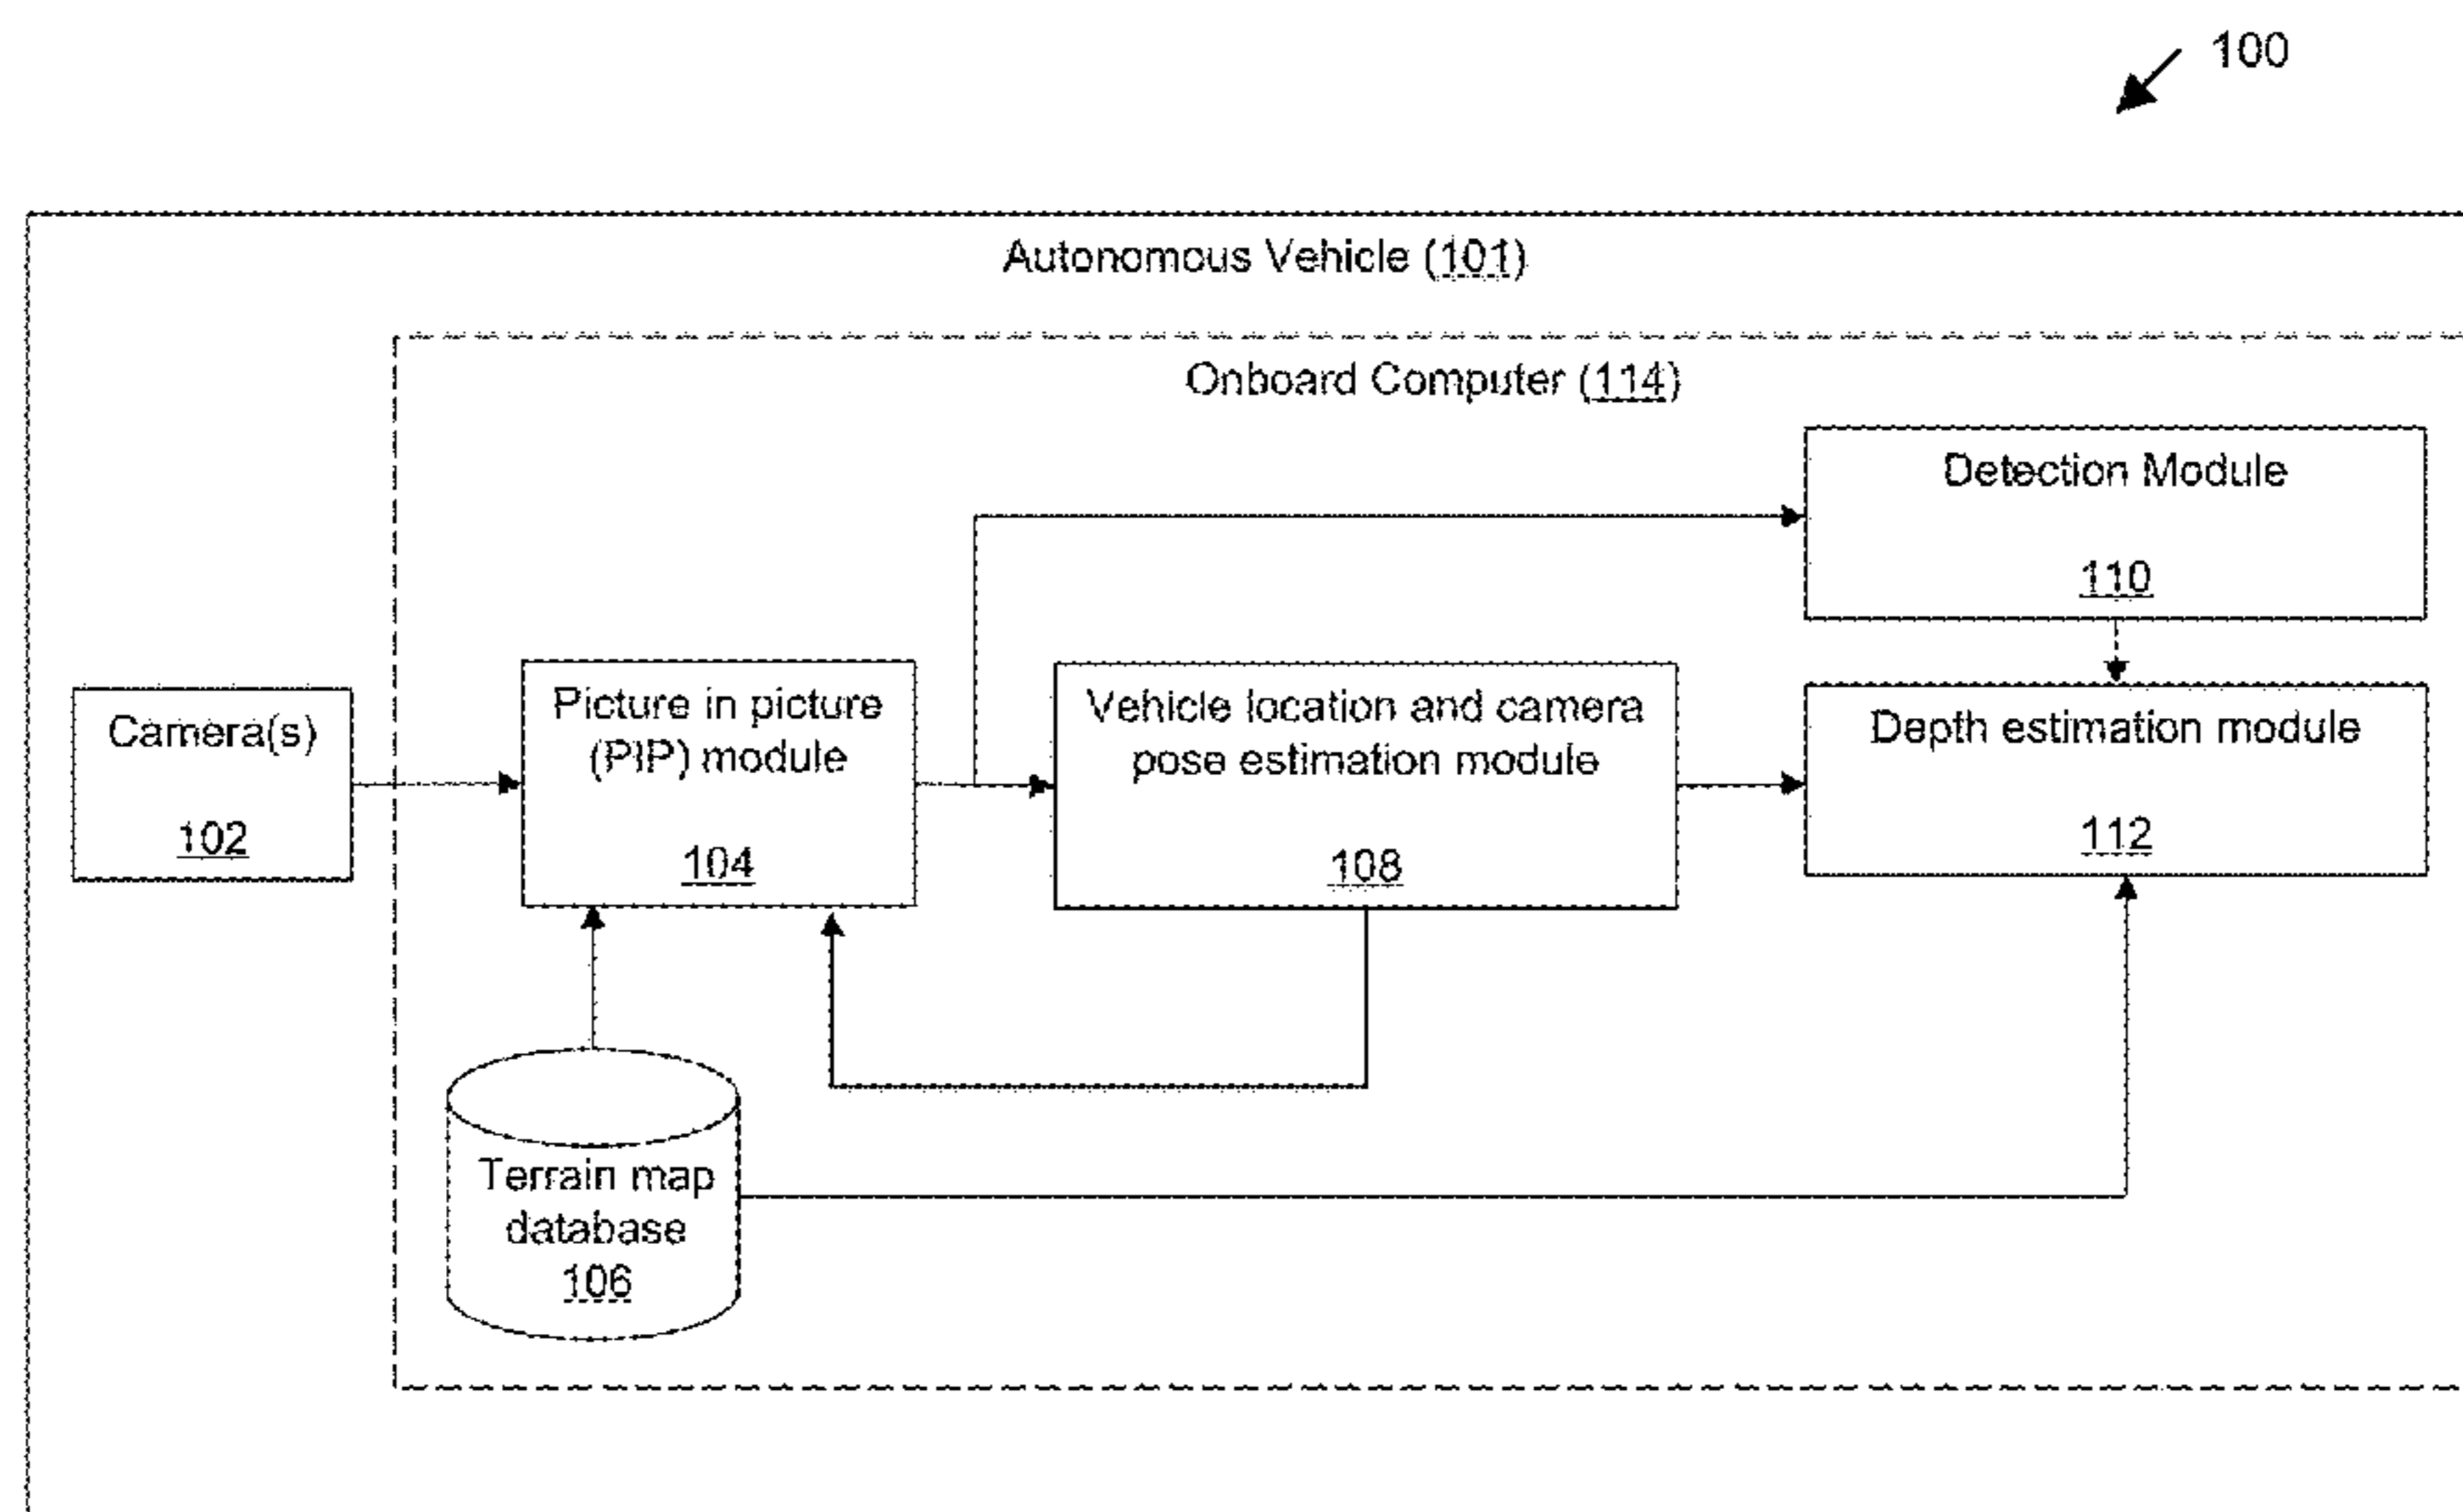 100
Autonomous Vehicle (101)
Onboard Computer (114)
Detection Module
110
Camera(s)
102
Picture in picture
(PIP) module
104
Vehicle location and camera
pose estimation module
108
Depth estimation module
112
Terrain map
database
106